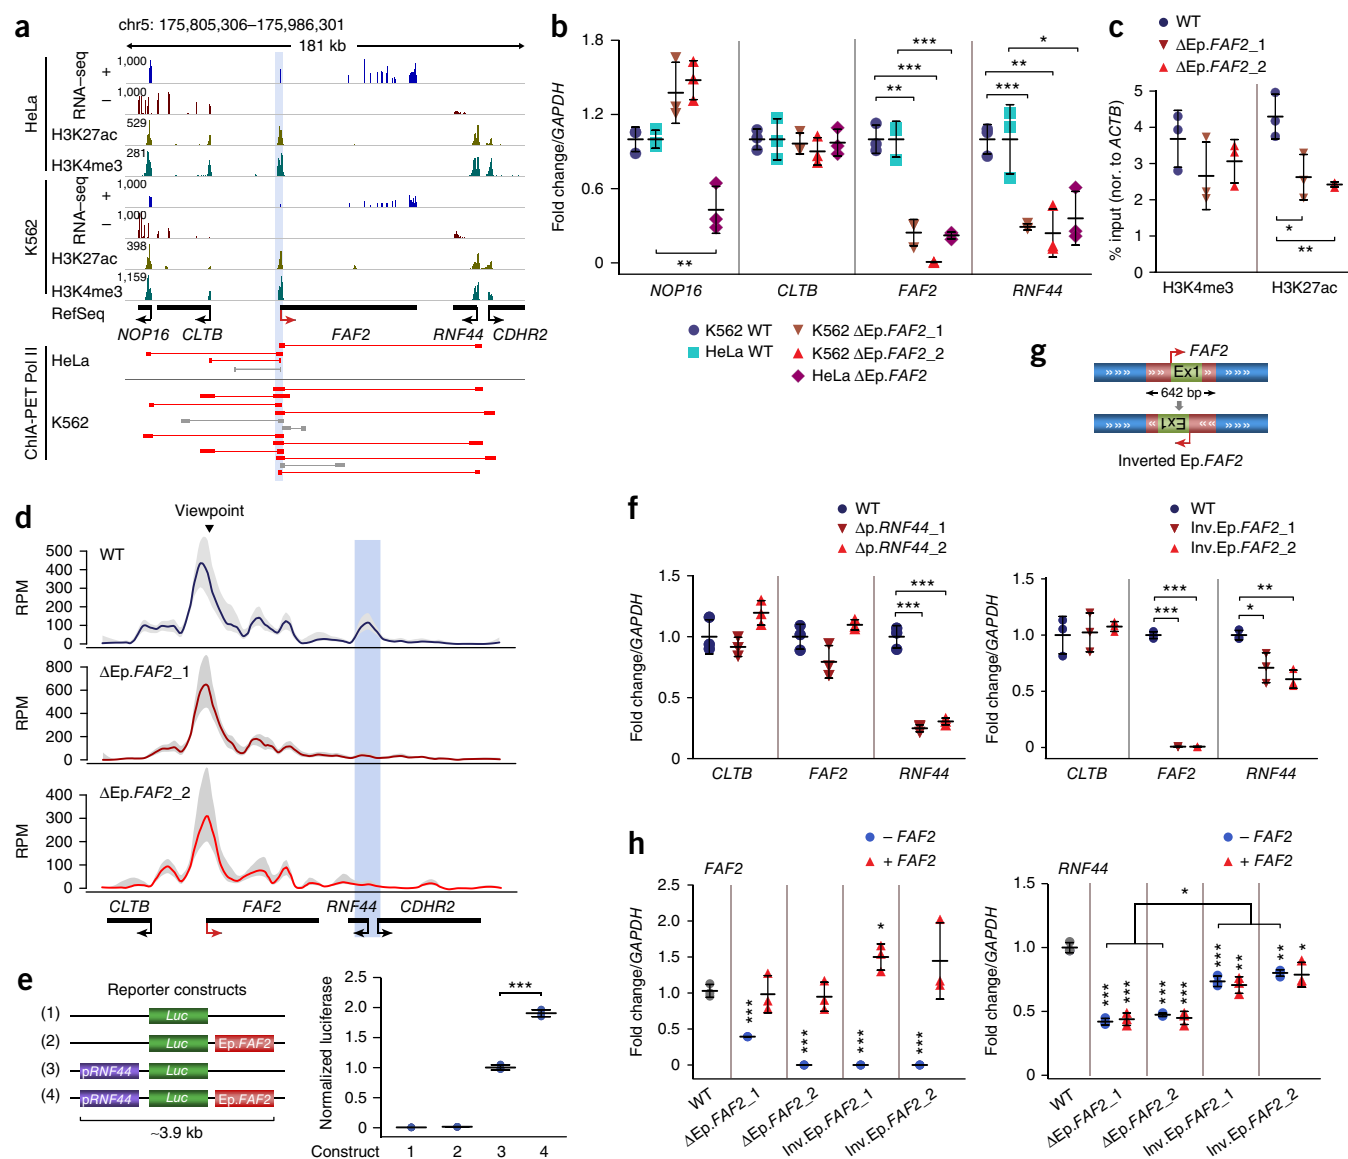 a
chr5: 175,805,306–175,986,301
181 kb
HeLa
RNA–seq
+
1,000
–
1,000
H3K27ac
529
H3K4me3
281
K562
RNA–seq
+
1,000
–
1,000
H3K27ac
398
H3K4me3
1,159
RefSeq
NOP16 CLTB FAF2 RNF44 CDHR2
ChIA-PET Pol II
HeLa
K562
b
Fold change/GAPDH
1.8
1.2
0.6
0
**
**
***
***
***
**
*
NOP16 CLTB FAF2 RNF44
K562 WT
HeLa WT
K562 ΔEp.FAF2_1
K562 ΔEp.FAF2_2
HeLa ΔEp.FAF2
c
WT
ΔEp.FAF2_1
ΔEp.FAF2_2
% input (nor. to ACTB)
5
4
3
2
1
0
*
**
H3K4me3 H3K27ac
g
FAF2
»»» »» Ex1 » »»»
642 bp
»»» « Ex1 «« »»»
Inverted Ep.FAF2
d
Viewpoint
WT
RPM
500
400
300
200
100
0
ΔEp.FAF2_1
RPM
800
600
400
200
0
ΔEp.FAF2_2
RPM
400
300
200
100
0
CLTB FAF2 RNF44 CDHR2
f
WT
Δp.RNF44_1
Δp.RNF44_2
Fold change/GAPDH
1.5
1.0
0.5
0
***
***
CLTB FAF2 RNF44
WT
Inv.Ep.FAF2_1
Inv.Ep.FAF2_2
Fold change/GAPDH
1.5
1.0
0.5
0
***
***
**
*
CLTB FAF2 RNF44
e
Reporter constructs
(1) Luc
(2) Luc Ep.FAF2
(3) pRNF44 Luc
(4) pRNF44 Luc Ep.FAF2
~3.9 kb
Normalized luciferase
2.5
2.0
1.5
1.0
0.5
0
***
Construct 1 2 3 4
h
– FAF2
+ FAF2
FAF2
Fold change/GAPDH
2.5
2.0
1.5
1.0
0.5
0
***
***
***
*
***
WT ΔEp.FAF2_1 ΔEp.FAF2_2 Inv.Ep.FAF2_1 Inv.Ep.FAF2_2
– FAF2
+ FAF2
RNF44
Fold change/GAPDH
1.5
1.0
0.5
0
*
***
***
***
***
***
**
**
*
WT ΔEp.FAF2_1 ΔEp.FAF2_2 Inv.Ep.FAF2_1 Inv.Ep.FAF2_2